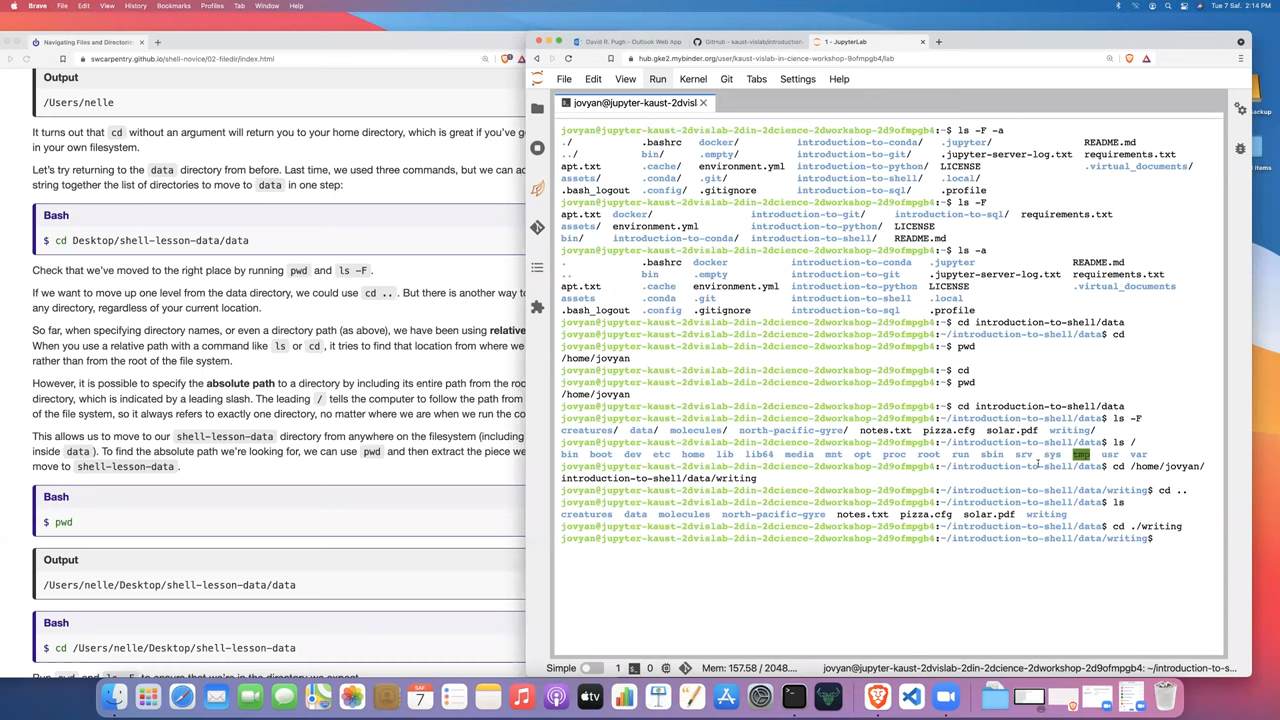 Brave File Edit View History Bookmarks Profiles Tab Window Help
Tue 7 Saf. 2:14 PM
Navigating Files and Directorie
swcarpentry.github.io/shell-novice/02-filedir/index.html
Output
/Users/nelle
It turns out that cd without an argument will return you to your home directory, which is great if you've g
in your own filesystem.
Let's try returning to the data directory from before. Last time, we used three commands, but we can ac
string together the list of directories to move to data in one step:
Bash
$ cd Desktop/shell-lesson-data/data
Check that we've moved to the right place by running pwd and ls -F.
If we want to move up one level from the data directory, we could use cd .. . But there is another way to
any directory, regardless of your current location.
So far, when specifying directory names, or even a directory path (as above), we have been using relative
When you use a relative path with a command like ls or cd, it tries to find that location from where we
rather than from the root of the file system.
However, it is possible to specify the absolute path to a directory by including its entire path from the roo
directory, which is indicated by a leading slash. The leading / tells the computer to follow the path from
of the file system, so it always refers to exactly one directory, no matter where we are when we run the co
This allows us to move to our shell-lesson-data directory from anywhere on the filesystem (including
inside data). To find the absolute path we're looking for, we can use pwd and then extract the piece we
move to shell-lesson-data.
Bash
$ pwd
Output
/Users/nelle/Desktop/shell-lesson-data/data
Bash
$ cd /Users/nelle/Desktop/shell-lesson-data
David R. Pugh - Outlook Web App
GitHub - kaust-vislab/introduction-
1 - JupyterLab
hub.gke2.mybinder.org/user/kaust-vislab-in-cience-workshop-9ofmpgb4/lab
File Edit View Run Kernel Git Tabs Settings Help
jovyan@jupyter-kaust-2dvisl
jovyan@jupyter-kaust-2dvislab-2din-2dcience-2dworkshop-2d9ofmpgb4:~$ ls -F -a
./ .bashrc docker/ introduction-to-conda/ .jupyter/ README.md
../ bin/ .empty/ introduction-to-git/ .jupyter-server-log.txt requirements.txt
apt.txt .cache/ environment.yml introduction-to-python/ LICENSE .virtual_documents/
assets/ .conda/ .git/ introduction-to-shell/ .local/
.bash_logout .config/ .gitignore introduction-to-sql/ .profile
jovyan@jupyter-kaust-2dvislab-2din-2dcience-2dworkshop-2d9ofmpgb4:~$ ls -F
apt.txt docker/ introduction-to-git/ introduction-to-sql/ requirements.txt
assets/ environment.yml introduction-to-python/ LICENSE
bin/ introduction-to-conda/ introduction-to-shell/ README.md
jovyan@jupyter-kaust-2dvislab-2din-2dcience-2dworkshop-2d9ofmpgb4:~$ ls -a
. .bashrc docker introduction-to-conda .jupyter README.md
.. bin .empty introduction-to-git .jupyter-server-log.txt requirements.txt
apt.txt .cache environment.yml introduction-to-python LICENSE .virtual_documents
assets .conda .git introduction-to-shell .local
.bash_logout .config .gitignore introduction-to-sql .profile
jovyan@jupyter-kaust-2dvislab-2din-2dcience-2dworkshop-2d9ofmpgb4:~$ cd introduction-to-shell/data
jovyan@jupyter-kaust-2dvislab-2din-2dcience-2dworkshop-2d9ofmpgb4:~/introduction-to-shell/data$ cd
jovyan@jupyter-kaust-2dvislab-2din-2dcience-2dworkshop-2d9ofmpgb4:~$ pwd
/home/jovyan
jovyan@jupyter-kaust-2dvislab-2din-2dcience-2dworkshop-2d9ofmpgb4:~$ cd
jovyan@jupyter-kaust-2dvislab-2din-2dcience-2dworkshop-2d9ofmpgb4:~$ pwd
/home/jovyan
jovyan@jupyter-kaust-2dvislab-2din-2dcience-2dworkshop-2d9ofmpgb4:~$ cd introduction-to-shell/data
jovyan@jupyter-kaust-2dvislab-2din-2dcience-2dworkshop-2d9ofmpgb4:~/introduction-to-shell/data$ ls -F
creatures/ data/ molecules/ north-pacific-gyre/ notes.txt pizza.cfg solar.pdf writing/
jovyan@jupyter-kaust-2dvislab-2din-2dcience-2dworkshop-2d9ofmpgb4:~/introduction-to-shell/data$ ls /
bin boot dev etc home lib lib64 media mnt opt proc root run sbin srv sys tmp usr var
jovyan@jupyter-kaust-2dvislab-2din-2dcience-2dworkshop-2d9ofmpgb4:~/introduction-to-shell/data$ cd /home/jovyan/
introduction-to-shell/data/writing
jovyan@jupyter-kaust-2dvislab-2din-2dcience-2dworkshop-2d9ofmpgb4:~/introduction-to-shell/data/writing$ cd ..
jovyan@jupyter-kaust-2dvislab-2din-2dcience-2dworkshop-2d9ofmpgb4:~/introduction-to-shell/data$ ls
creatures data molecules north-pacific-gyre notes.txt pizza.cfg solar.pdf writing
jovyan@jupyter-kaust-2dvislab-2din-2dcience-2dworkshop-2d9ofmpgb4:~/introduction-to-shell/data$ cd ./writing
jovyan@jupyter-kaust-2dvislab-2din-2dcience-2dworkshop-2d9ofmpgb4:~/introduction-to-shell/data/writing$
Simple 1 0 Mem: 157.58 / 2048.... jovyan@jupyter-kaust-2dvislab-2din-2dcience-2dworkshop-2d9ofmpgb4: ~/introduction-to-s...